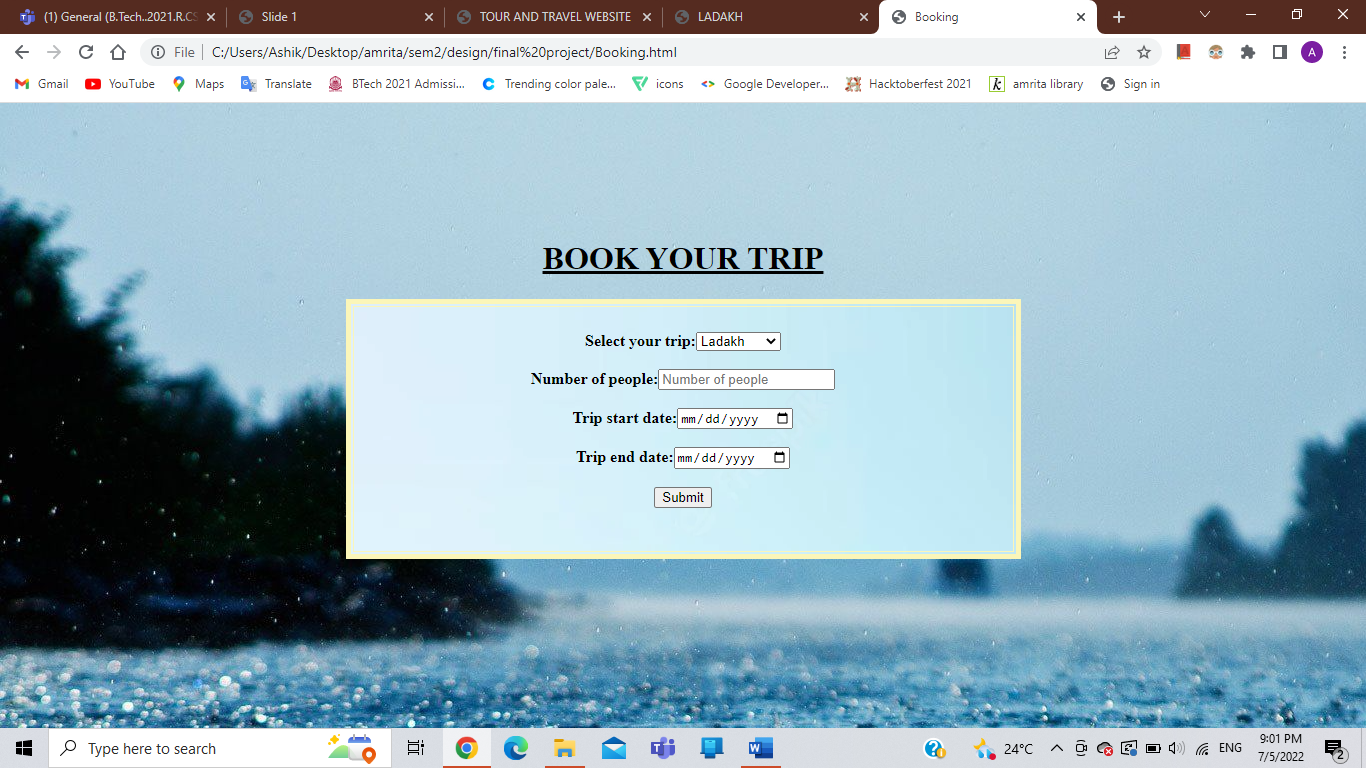 (1) General (B.Tech..2021.R.CS
Slide 1
TOUR AND TRAVEL WEBSITE
LADAKH
Booking
File
C:/Users/Ashik/Desktop/amrita/sem2/design/final%20project/Booking.html
A
Gmail
YouTube
Maps
Translate
BTech 2021 Admissi...
Trending color pale...
icons
Google Developer...
Hacktoberfest 2021
k
amrita library
Sign in
BOOK YOUR TRIP
Select your trip: Ladakh
Number of people: Number of people
Trip start date: mm/dd/yyyy
Trip end date: mm/dd/yyyy
Submit
Type here to search
24°C
ENG
9:01 PM
7/5/2022
2